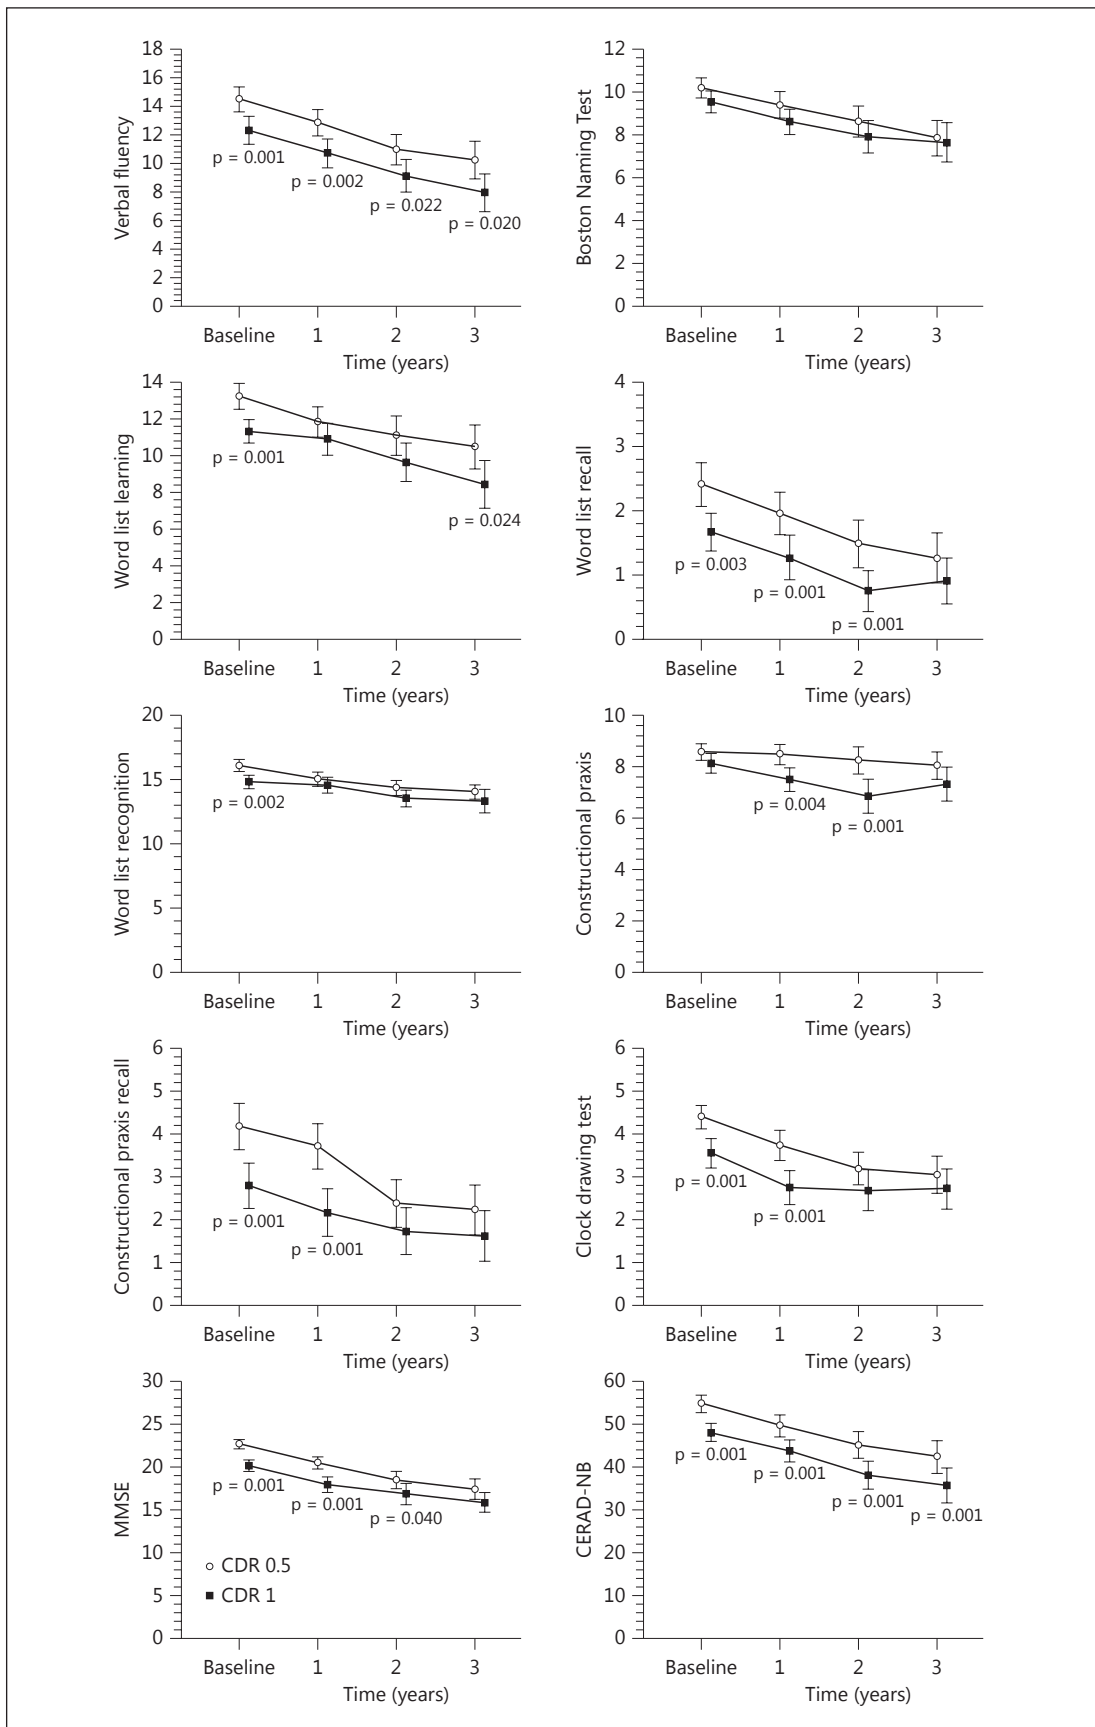 Verbal fluency
18
16
14
12
10
8
6
4
2
0
p = 0.001
p = 0.002
p = 0.022
p = 0.020
Baseline 1 2 3
Time (years)
Boston Naming Test
12
10
8
6
4
2
0
Baseline 1 2 3
Time (years)
Word list learning
14
12
10
8
6
4
2
0
p = 0.001
p = 0.024
Baseline 1 2 3
Time (years)
Word list recall
4
3
2
1
0
p = 0.003
p = 0.001
p = 0.001
Baseline 1 2 3
Time (years)
Word list recognition
20
15
10
5
0
p = 0.002
Baseline 1 2 3
Time (years)
Constructional praxis
10
8
6
4
2
0
p = 0.004
p = 0.001
Baseline 1 2 3
Time (years)
Constructional praxis recall
6
5
4
3
2
1
0
p = 0.001
p = 0.001
Baseline 1 2 3
Time (years)
Clock drawing test
6
5
4
3
2
1
0
p = 0.001
p = 0.001
Baseline 1 2 3
Time (years)
MMSE
30
25
20
15
10
5
0
p = 0.001
p = 0.001
p = 0.040
CDR 0.5
CDR 1
Baseline 1 2 3
Time (years)
CERAD-NB
60
50
40
30
20
10
0
p = 0.001
p = 0.001
p = 0.001
p = 0.001
Baseline 1 2 3
Time (years)